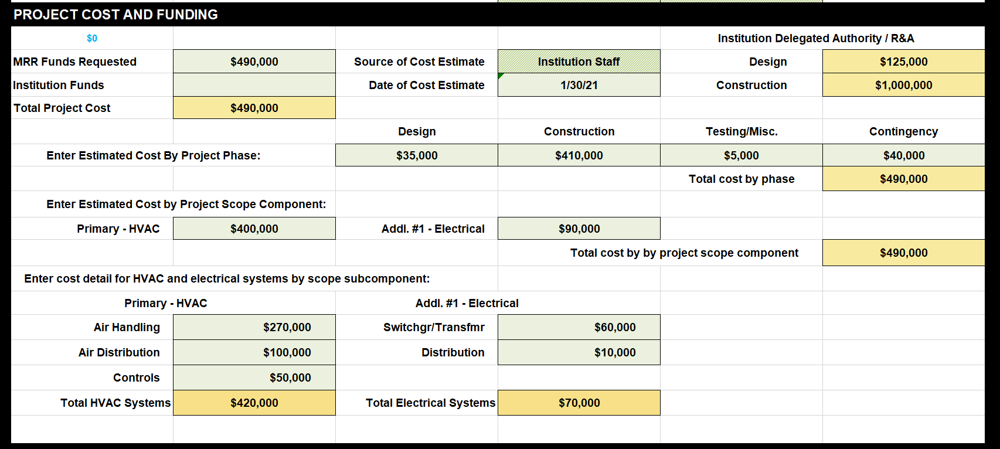 PROJECT COST AND FUNDING
$0 Institution Delegated Authority / R&A
MRR Funds Requested $490,000 Source of Cost Estimate Institution Staff Design $125,000
Institution Funds Date of Cost Estimate 1/30/21 Construction $1,000,000
Total Project Cost $490,000
Design Construction Testing/Misc. Contingency
Enter Estimated Cost By Project Phase: $35,000 $410,000 $5,000 $40,000
Total cost by phase $490,000
Enter Estimated Cost by Project Scope Component:
Primary - HVAC $400,000 Addl. #1 - Electrical $90,000
Total cost by by project scope component $490,000
Enter cost detail for HVAC and electrical systems by scope subcomponent:
Primary - HVAC Addl. #1 - Electrical
Air Handling $270,000 Switchgr/Transfmr $60,000
Air Distribution $100,000 Distribution $10,000
Controls $50,000
Total HVAC Systems $420,000 Total Electrical Systems $70,000